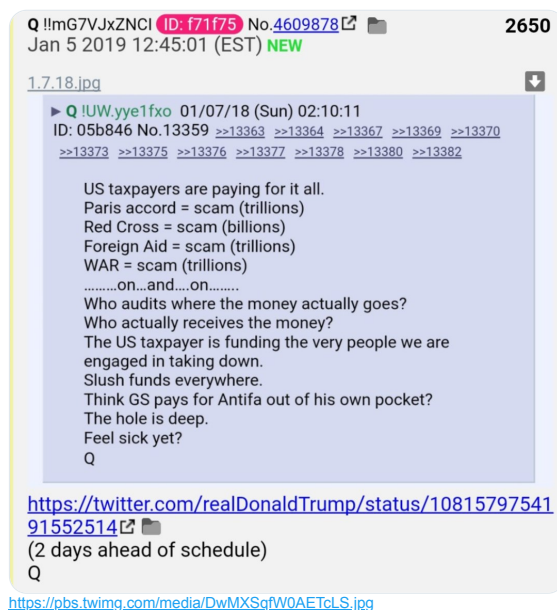 Q !!mG7VJxZNCI ID: f71f75 No.4609878 2650
Jan 5 2019 12:45:01 (EST) NEW
1.7.18.jpg
► Q !UW.yye1fxo 01/07/18 (Sun) 02:10:11
ID: 05b846 No.13359 >>13363 >>13364 >>13367 >>13369 >>13370
>>13373 >>13375 >>13376 >>13377 >>13378 >>13380 >>13382
US taxpayers are paying for it all.
Paris accord = scam (trillions)
Red Cross = scam (billions)
Foreign Aid = scam (trillions)
WAR = scam (trillions)
.........on...and....on........
Who audits where the money actually goes?
Who actually receives the money?
The US taxpayer is funding the very people we are
engaged in taking down.
Slush funds everywhere.
Think GS pays for Antifa out of his own pocket?
The hole is deep.
Feel sick yet?
Q
https://twitter.com/realDonaldTrump/status/10815797541
91552514
(2 days ahead of schedule)
Q
https://pbs.twimg.com/media/DwMXSqfW0AETcLS.jpg